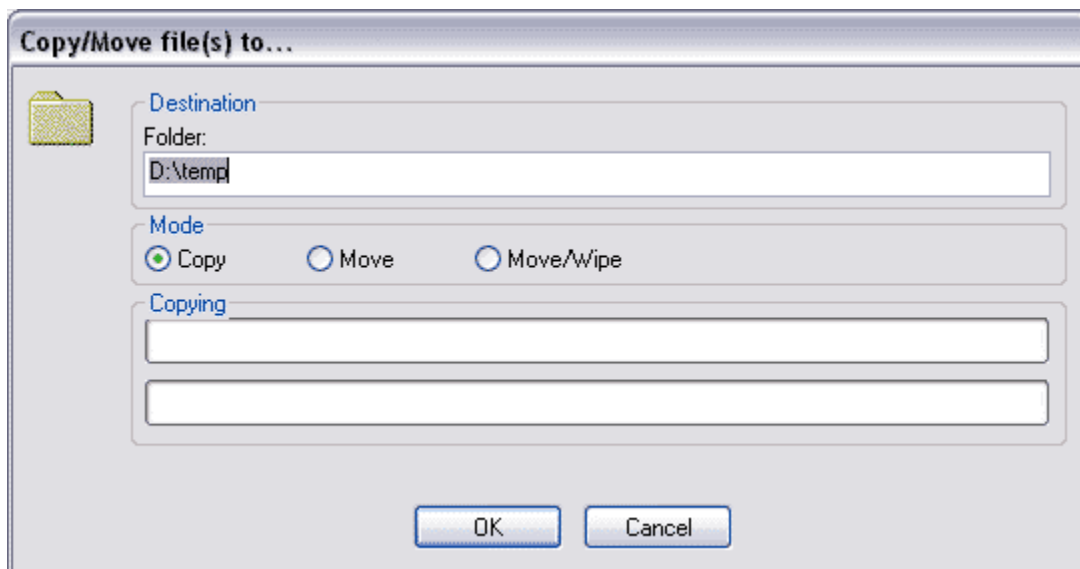 Copy/Move file(s) to...
Destination
Folder:
D:\temp
Mode
Copy Move Move/Wipe
Copying
OK Cancel